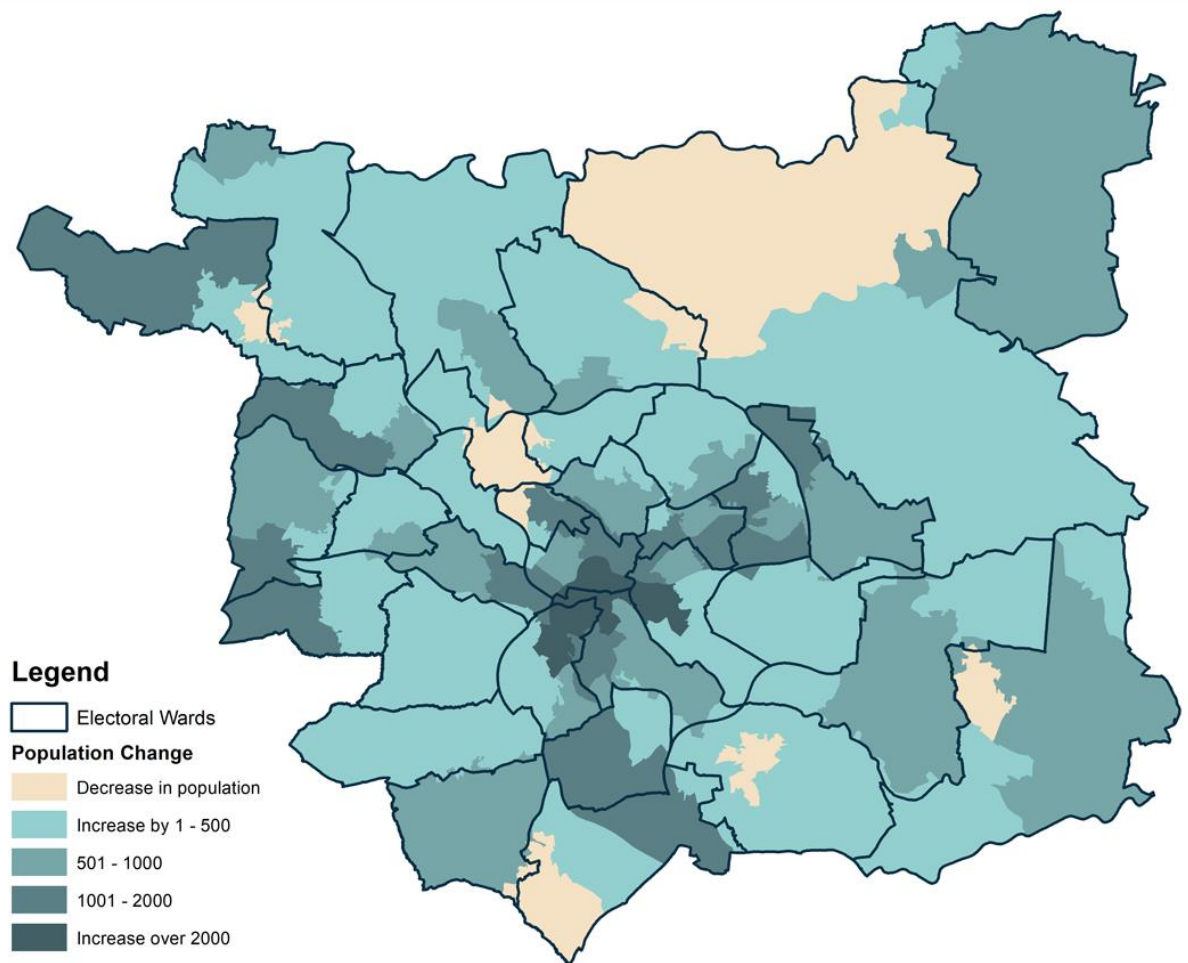 Legend
Electoral Wards
Population Change
Decrease in population
Increase by 1 - 500
501 - 1000
1001 - 2000
Increase over 2000